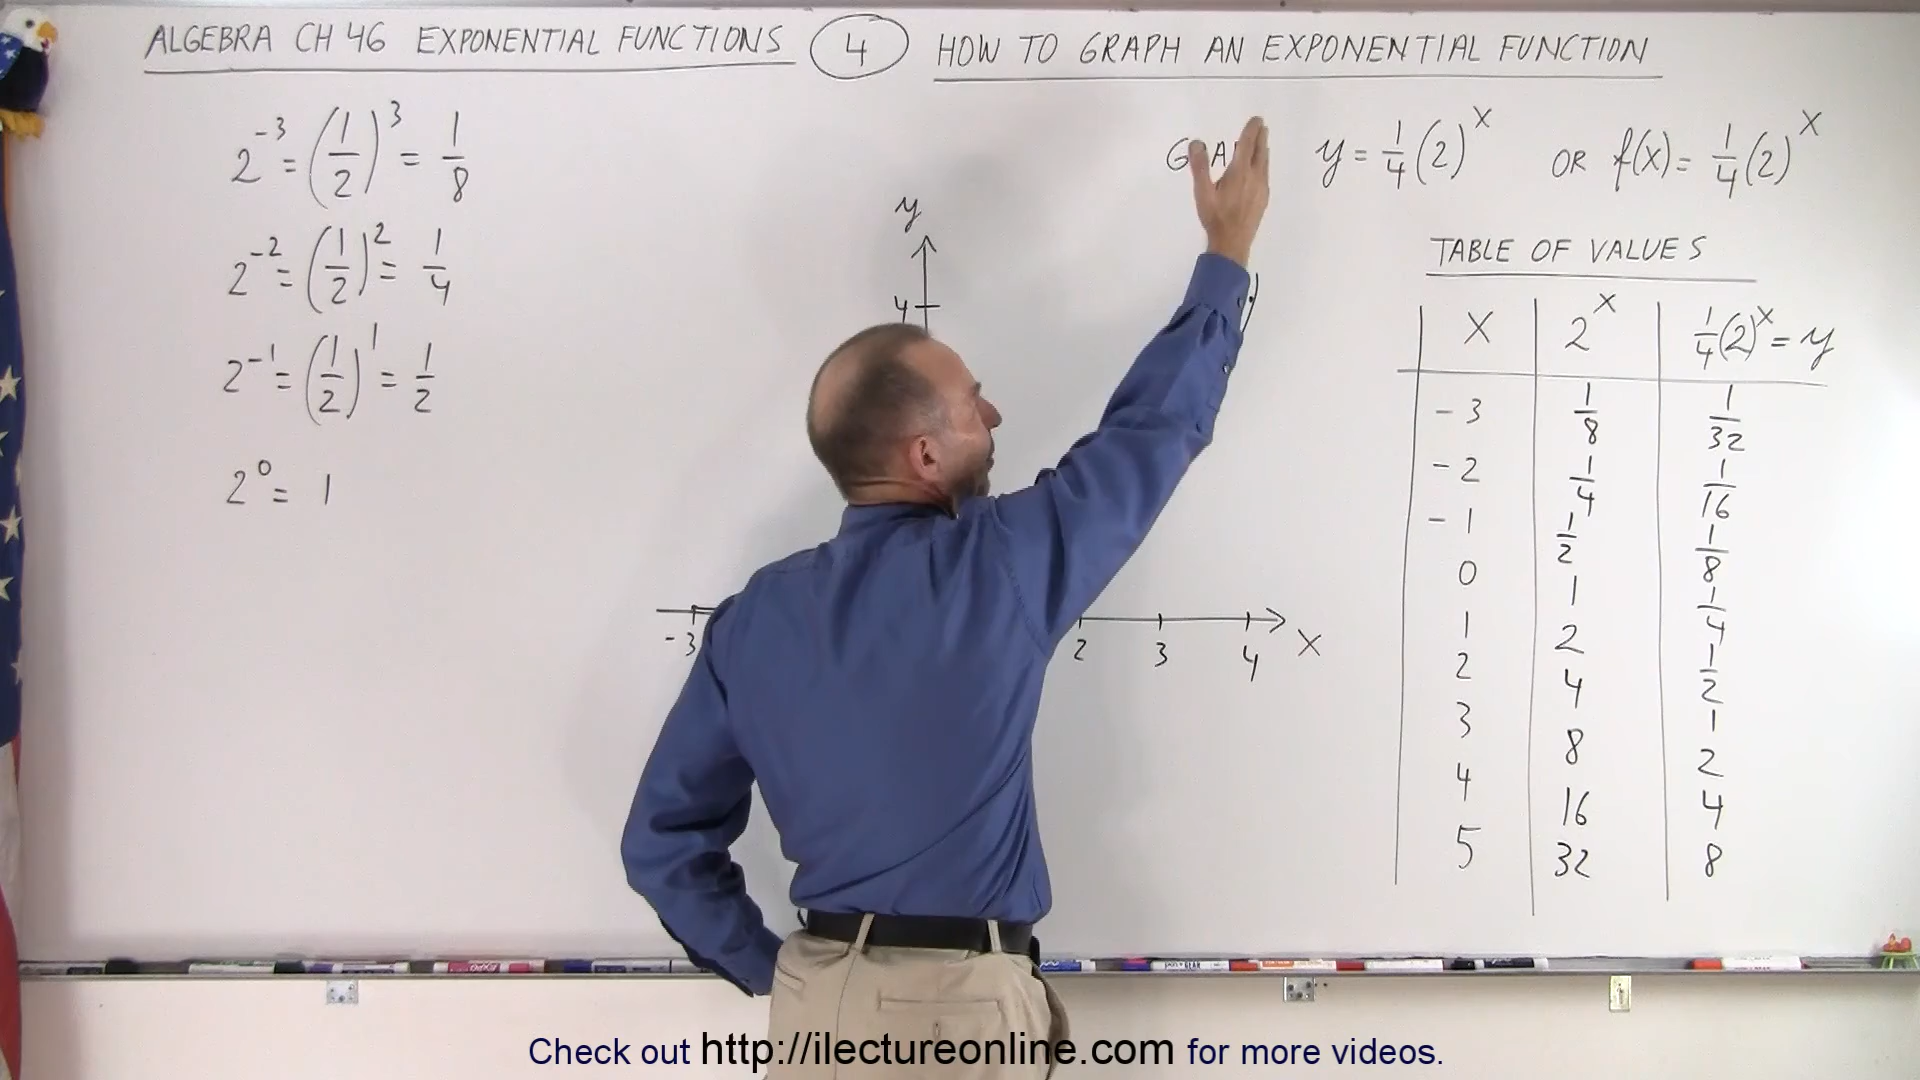 ALGEBRA CH 46 EXPONENTIAL FUNCTIONS 4 HOW TO GRAPH AN EXPONENTIAL FUNCTION
2^-3 = (1/2)^3 = 1/8
2^-2 = (1/2)^2 = 1/4
2^-1 = (1/2)^1 = 1/2
2^0 = 1
y = 1/4(2)^x OR f(x) = 1/4(2)^x
y
4
-3 2 3 4 x
TABLE OF VALUES
x 2^x 1/4(2)^x = y
-3 1/8 1/32
-2 1/4 1/16
-1 1/2 1/8
0 1 1/4
1 2 1/2
2 4 1
3 8 2
4 16 4
5 32 8
Check out http://ilectureonline.com for more videos.